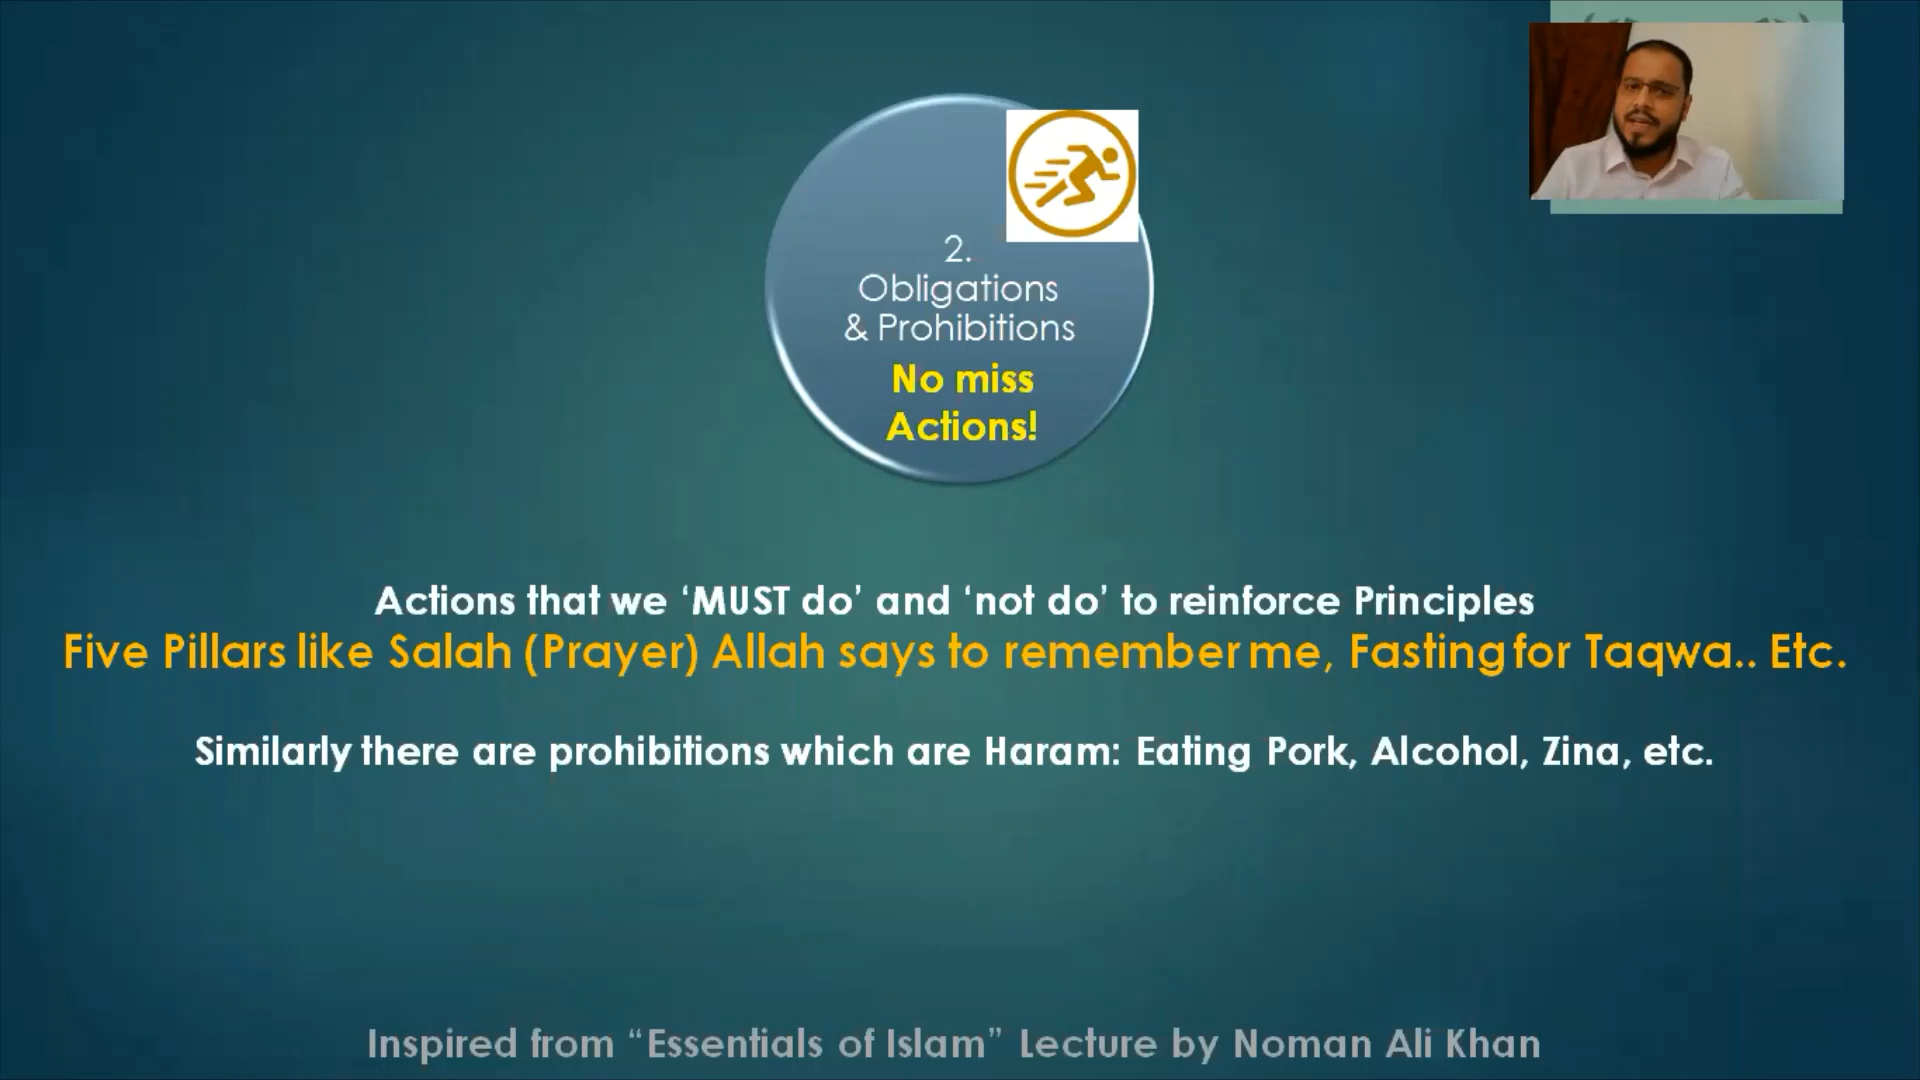 2.
Obligations
& Prohibitions
No miss
Actions!
Actions that we ‘MUST do’ and ‘not do’ to reinforce Principles
Five Pillars like Salah (Prayer) Allah says to remember me, Fasting for Taqwa.. Etc.
Similarly there are prohibitions which are Haram: Eating Pork, Alcohol, Zina, etc.
Inspired from “Essentials of Islam” Lecture by Noman Ali Khan